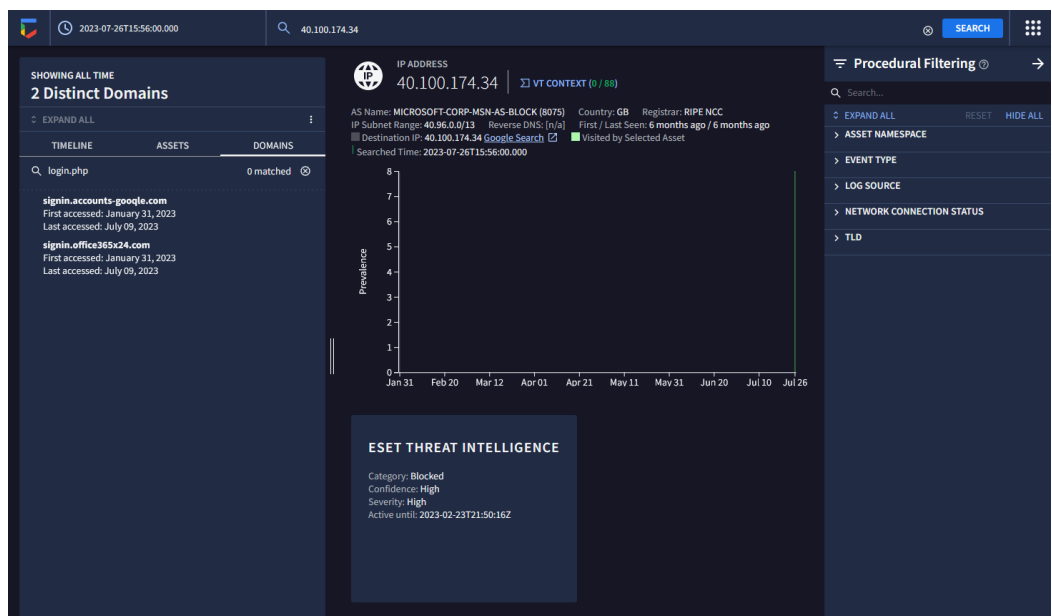 2023-07-26T15:56:00.000
40.100.174.34
SEARCH
SHOWING ALL TIME
2 Distinct Domains
EXPAND ALL
TIMELINE ASSETS DOMAINS
login.php 0 matched
signin.accounts-gooqle.com
First accessed: January 31, 2023
Last accessed: July 09, 2023
signin.office365x24.com
First accessed: January 31, 2023
Last accessed: July 09, 2023
IP
IP ADDRESS
40.100.174.34
VT CONTEXT (0 / 88)
AS Name: MICROSOFT-CORP-MSN-AS-BLOCK (8075) Country: GB Registrar: RIPE NCC
IP Subnet Range: 40.96.0.0/13 Reverse DNS: [n/a] First / Last Seen: 6 months ago / 6 months ago
Destination IP: 40.100.174.34 Google Search Visited by Selected Asset
Searched Time: 2023-07-26T15:56:00.000
8
7
6
5
4
3
2
1
0
Prevalence
Jan 31 Feb 20 Mar 12 Apr 01 Apr 21 May 11 May 31 Jun 20 Jul 10 Jul 26
ESET THREAT INTELLIGENCE
Category: Blocked
Confidence: High
Severity: High
Active until: 2023-02-23T21:50:16Z
Procedural Filtering
Search...
EXPAND ALL RESET HIDE ALL
ASSET NAMESPACE
EVENT TYPE
LOG SOURCE
NETWORK CONNECTION STATUS
TLD